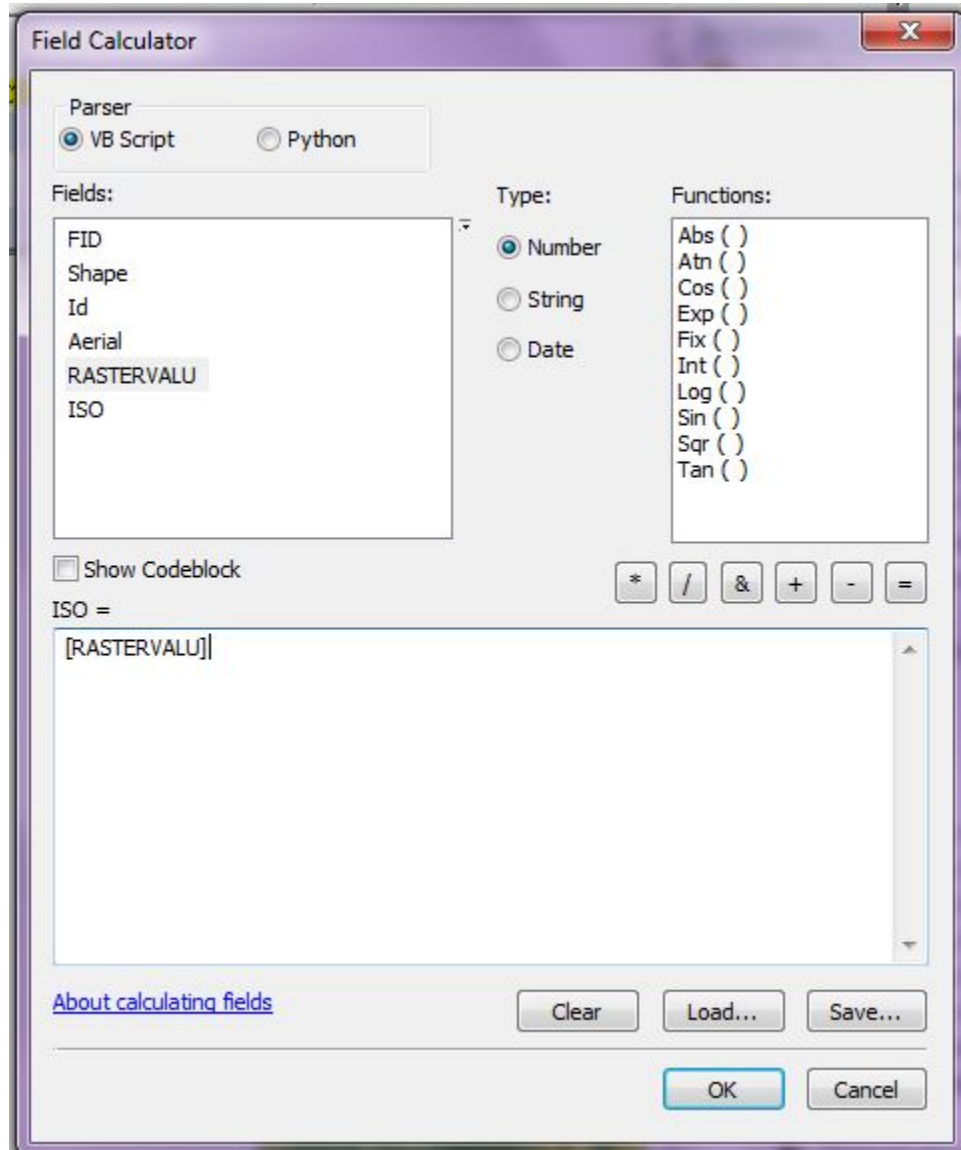 Field Calculator
Parser
VB Script Python
Fields: Type: Functions:
FID
Shape
Id
Aerial
RASTERVALU
ISO
Number
String
Date
Abs ( )
Atn ( )
Cos ( )
Exp ( )
Fix ( )
Int ( )
Log ( )
Sin ( )
Sqr ( )
Tan ( )
Show Codeblock
* / & + - =
ISO =
[RASTERVALU]
About calculating fields
Clear Load... Save...
OK Cancel